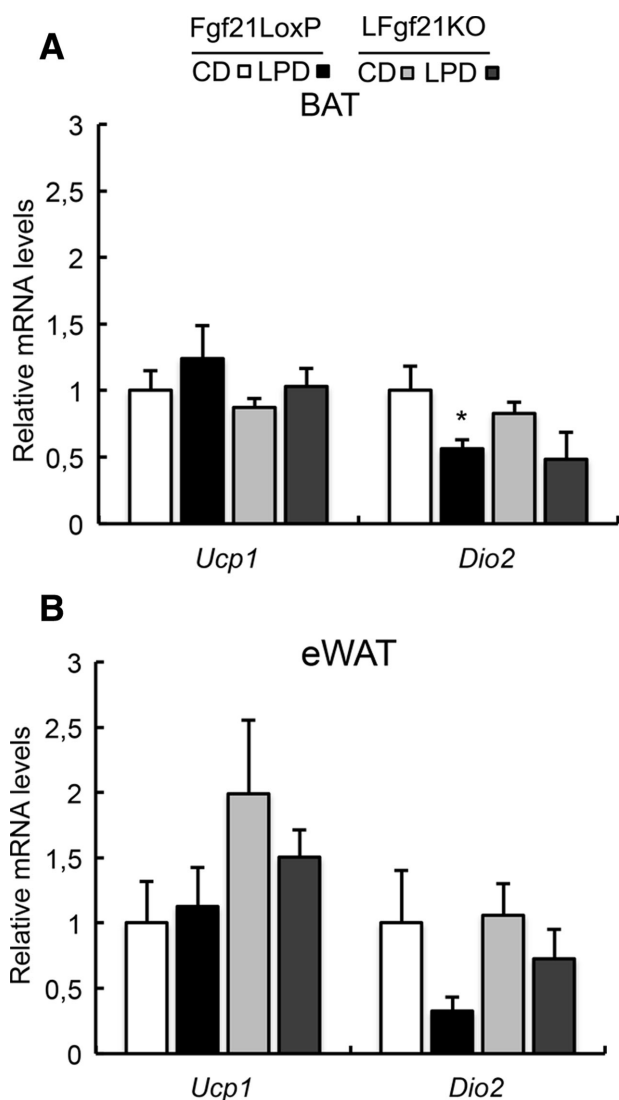 Fgf21LoxP LFgf21KO
A
CD LPD CD LPD
BAT
3
2,5
2
1,5
1
0,5
0
Relative mRNA levels
*
Ucp1 Dio2
B
eWAT
3
2,5
2
1,5
1
0,5
0
Relative mRNA levels
Ucp1 Dio2